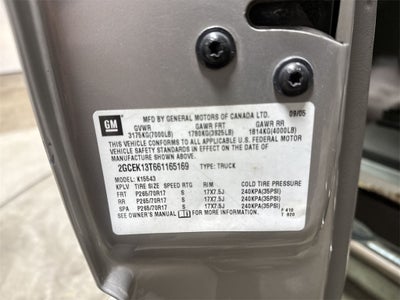 GM
MFD BY GENERAL MOTORS OF CANADA LTD. 09/05
GVWR GAWR FRT GAWR RR
3175KG(7000LB) 1780KG(3925LB) 1814KG(4000LB)
THIS VEHICLE CONFORMS TO ALL APPLICABLE U.S. FEDERAL MOTOR
VEHICLE SAFETY STANDARDS IN EFFECT ON THE DATE OF
MANUFACTURE SHOWN ABOVE.
2GCEK13T661165169 TYPE: TRUCK
MODEL: K15543
KPLV TIRE SIZE SPEED RTG RIM COLD TIRE PRESSURE
FRT P265/70R17 S 17X7.5J 240KPA(35PSI)
RR P265/70R17 S 17X7.5J 240KPA(35PSI)
SPA P265/70R17 S 17X7.5J 240KPA(35PSI)
SEE OWNER'S MANUAL FOR MORE INFORMATION.